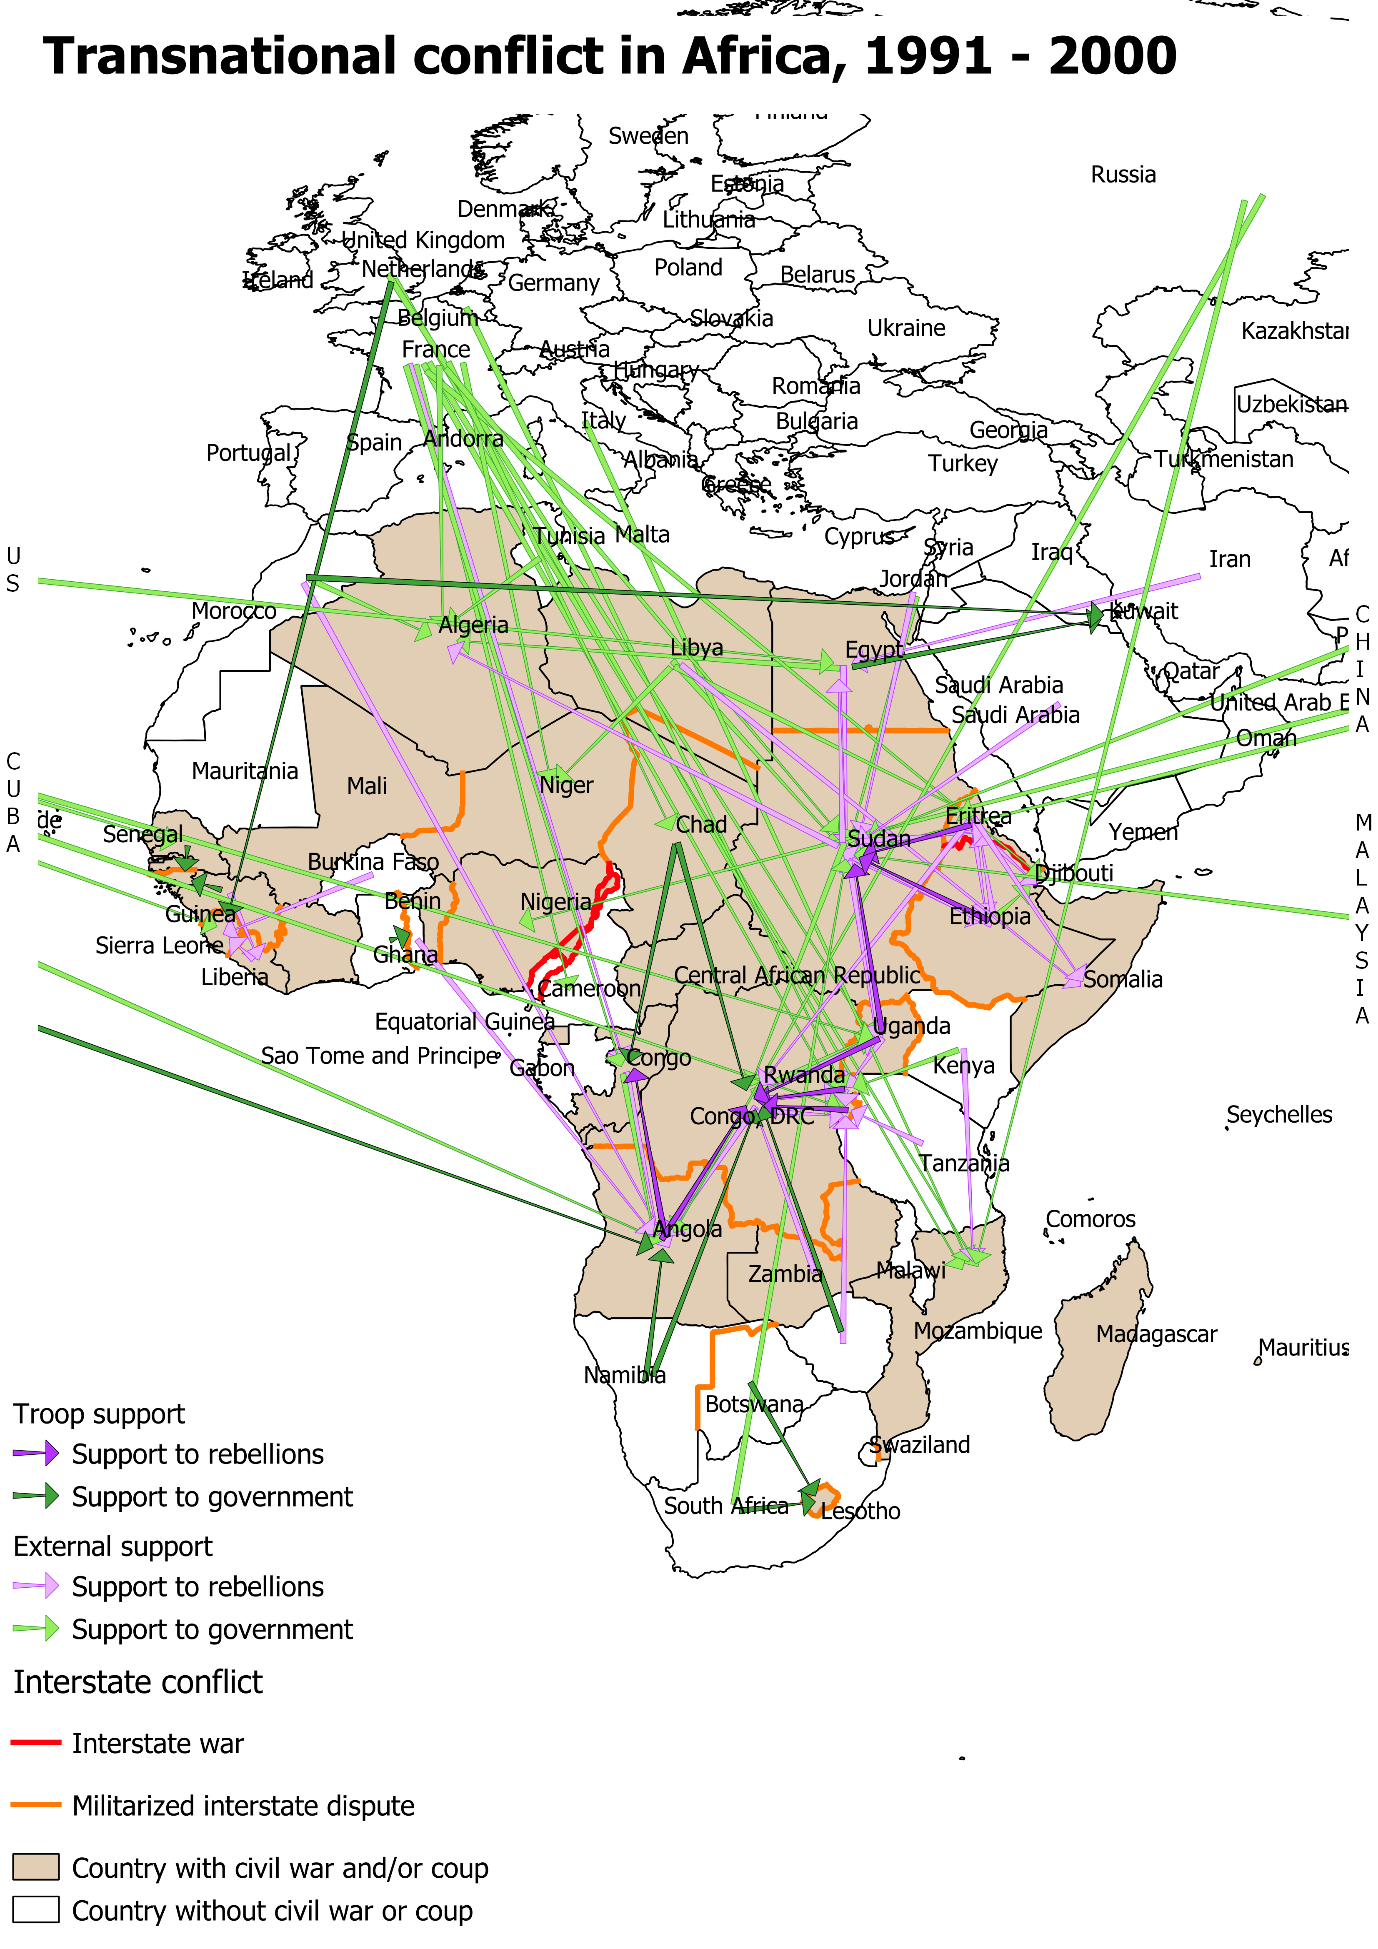 Transnational conflict in Africa, 1991 - 2000
Finland
Sweden
Russia
Estonia
Denmark
Lithuania
United Kingdom
Netherlands
Ireland
Poland
Belarus
Germany
Belgium
Slovakia
Ukraine
Kazakhstan
France
Austria
Hungary
Romania
Uzbekistan
Italy
Bulgaria
Georgia
Portugal
Spain
Andorra
Albania
Turkey
Turkmenistan
Greece
Tunisia
Malta
Cyprus
Syria
Iraq
Iran
Af
US
Jordan
Morocco
Algeria
Kuwait
CHINA
P
Libya
Egypt
Qatar
Saudi Arabia
United Arab E
Saudi Arabia
Oman
Mauritania
Mali
Niger
CUBA
de
Senegal
Chad
Sudan
Eritrea
Yemen
MALAYSIA
Burkina Faso
Djibouti
Guinea
Benin
Nigeria
Ethiopia
Sierra Leone
Ghana
Liberia
Cameroon
Central African Republic
Somalia
Equatorial Guinea
Uganda
Sao Tome and Principe
Gabon
Congo
Kenya
Rwanda
Congo, DRC
Seychelles
Tanzania
Angola
Comoros
Zambia
Malawi
Mozambique
Madagascar
Mauritius
Namibia
Botswana
Swaziland
South Africa
Lesotho
Troop support
Support to rebellions
Support to government
External support
Support to rebellions
Support to government
Interstate conflict
Interstate war
Militarized interstate dispute
Country with civil war and/or coup
Country without civil war or coup